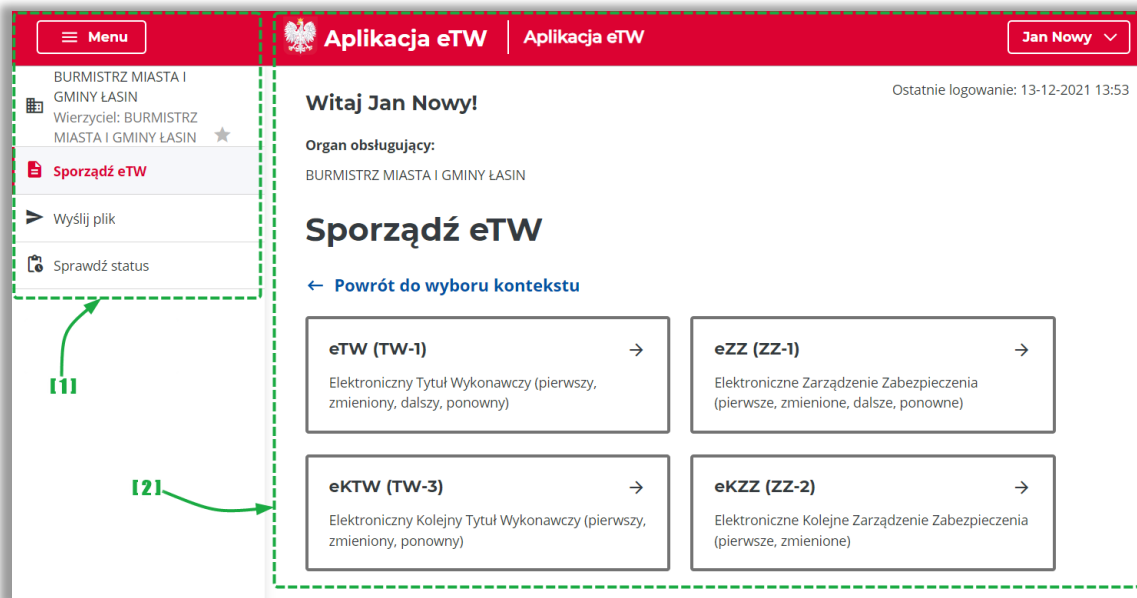 Menu
Aplikacja eTW
Aplikacja eTW
Jan Nowy
BURMISTRZ MIASTA I
GMINY ŁASIN
Wierzyciel: BURMISTRZ
MIASTA I GMINY ŁASIN
Sporządź eTW
Wyślij plik
Sprawdź status
[1]
[2]
Ostatnie logowanie: 13-12-2021 13:53
Witaj Jan Nowy!
Organ obsługujący:
BURMISTRZ MIASTA I GMINY ŁASIN
Sporządź eTW
← Powrót do wyboru kontekstu
eTW (TW-1) →
Elektroniczny Tytuł Wykonawczy (pierwszy,
zmieniony, dalszy, ponowny)
eZZ (ZZ-1) →
Elektroniczne Zarządzenie Zabezpieczenia
(pierwsze, zmienione, dalsze, ponowne)
eKTW (TW-3) →
Elektroniczny Kolejny Tytuł Wykonawczy (pierwszy,
zmieniony, ponowny)
eKZZ (ZZ-2) →
Elektroniczne Kolejne Zarządzenie Zabezpieczenia
(pierwsze, zmienione)